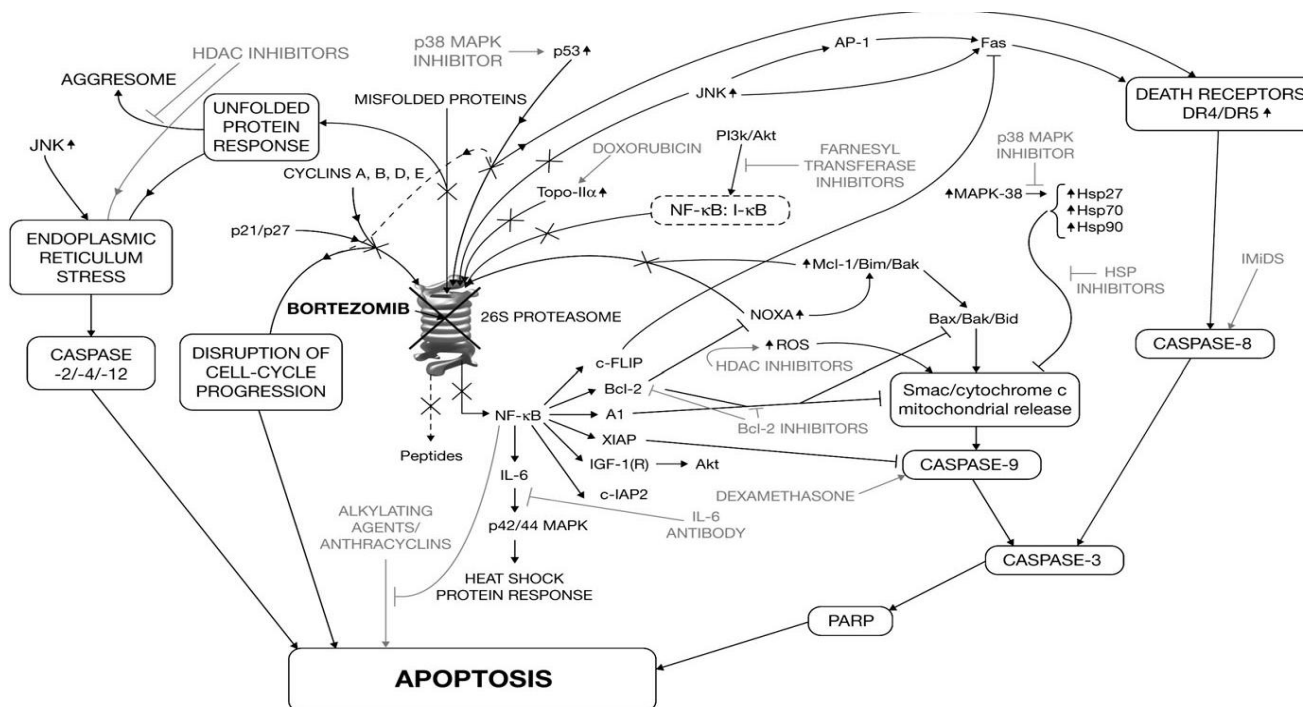 HDAC INHIBITORS
AGGRESOME
UNFOLDED
PROTEIN
RESPONSE
JNK
ENDOPLASMIC
RETICULUM
STRESS
CASPASE
-2/-4/-12
p38 MAPK
INHIBITOR
p53
MISFOLDED PROTEINS
CYCLINS A, B, D, E
p21/p27
DISRUPTION OF
CELL-CYCLE
PROGRESSION
BORTEZOMIB
26S PROTEASOME
Peptides
DOXORUBICIN
Topo-IIα
AP-1
Fas
JNK
PI3k/Akt
FARNESYL
TRANSFERASE
INHIBITORS
NF-κB: I-κB
DEATH RECEPTORS
DR4/DR5
p38 MAPK
INHIBITOR
MAPK-38
Hsp27
Hsp70
Hsp90
HSP
INHIBITORS
IMiDS
CASPASE-8
Mcl-1/Bim/Bak
NOXA
Bax/Bak/Bid
ROS
HDAC INHIBITORS
Smac/cytochrome c
mitochondrial release
c-FLIP
Bcl-2
A1
Bcl-2 INHIBITORS
NF-κB
XIAP
IGF-1(R)
Akt
c-IAP2
CASPASE-9
DEXAMETHASONE
IL-6
p42/44 MAPK
IL-6
ANTIBODY
HEAT SHOCK
PROTEIN RESPONSE
ALKYLATING
AGENTS/
ANTHRACYCLINS
CASPASE-3
PARP
APOPTOSIS